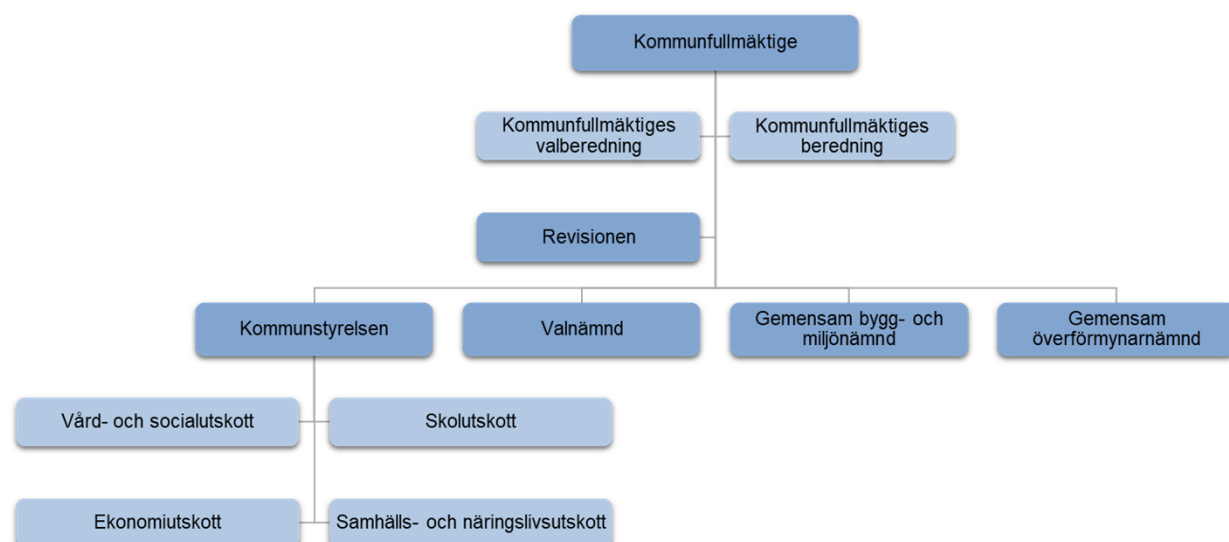 Kommunfullmäktige
Kommunfullmäktiges
valberedning
Kommunfullmäktiges
beredning
Revisionen
Kommunstyrelsen
Valnämnd
Gemensam bygg- och
miljönämnd
Gemensam
överförmynarnämnd
Vård- och socialutskott
Skolutskott
Ekonomiutskott
Samhälls- och näringslivsutskott